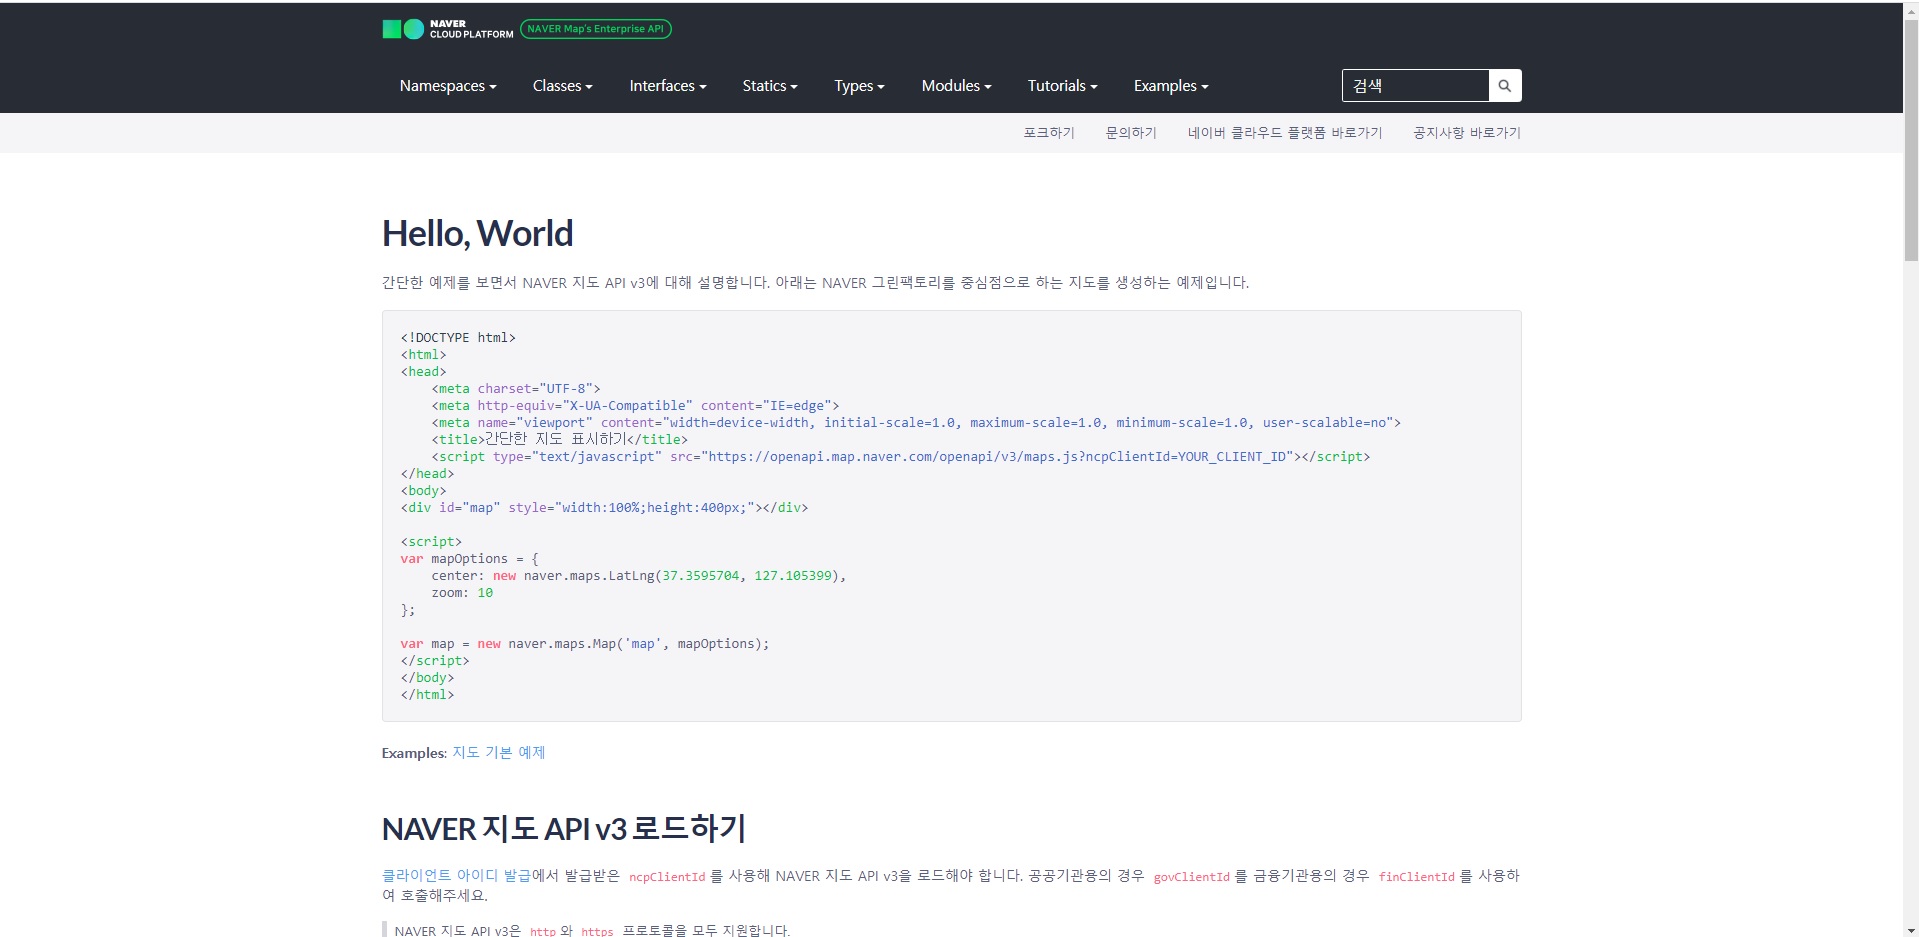 NAVER
CLOUD PLATFORM
NAVER Map's Enterprise API
Namespaces Classes Interfaces Statics Types Modules Tutorials Examples 검색
포크하기 문의하기 네이버 클라우드 플랫폼 바로가기 공지사항 바로가기
Hello, World
간단한 예제를 보면서 NAVER 지도 API v3에 대해 설명합니다. 아래는 NAVER 그린팩토리를 중심점으로 하는 지도를 생성하는 예제입니다.
<!DOCTYPE html>
<html>
<head>
    <meta charset="UTF-8">
    <meta http-equiv="X-UA-Compatible" content="IE=edge">
    <meta name="viewport" content="width=device-width, initial-scale=1.0, maximum-scale=1.0, minimum-scale=1.0, user-scalable=no">
    <title>간단한 지도 표시하기</title>
    <script type="text/javascript" src="https://openapi.map.naver.com/openapi/v3/maps.js?ncpClientId=YOUR_CLIENT_ID"></script>
</head>
<body>
<div id="map" style="width:100%;height:400px;"></div>
<script>
var mapOptions = {
    center: new naver.maps.LatLng(37.3595704, 127.105399),
    zoom: 10
};
var map = new naver.maps.Map('map', mapOptions);
</script>
</body>
</html>
Examples: 지도 기본 예제
NAVER 지도 API v3 로드하기
클라이언트 아이디 발급에서 발급받은 ncpClientId 를 사용해 NAVER 지도 API v3을 로드해야 합니다. 공공기관용의 경우 govClientId 를 금융기관용의 경우 finClientId 를 사용하
여 호출해주세요.
NAVER 지도 API v3은 http 와 https 프로토콜을 모두 지원합니다.